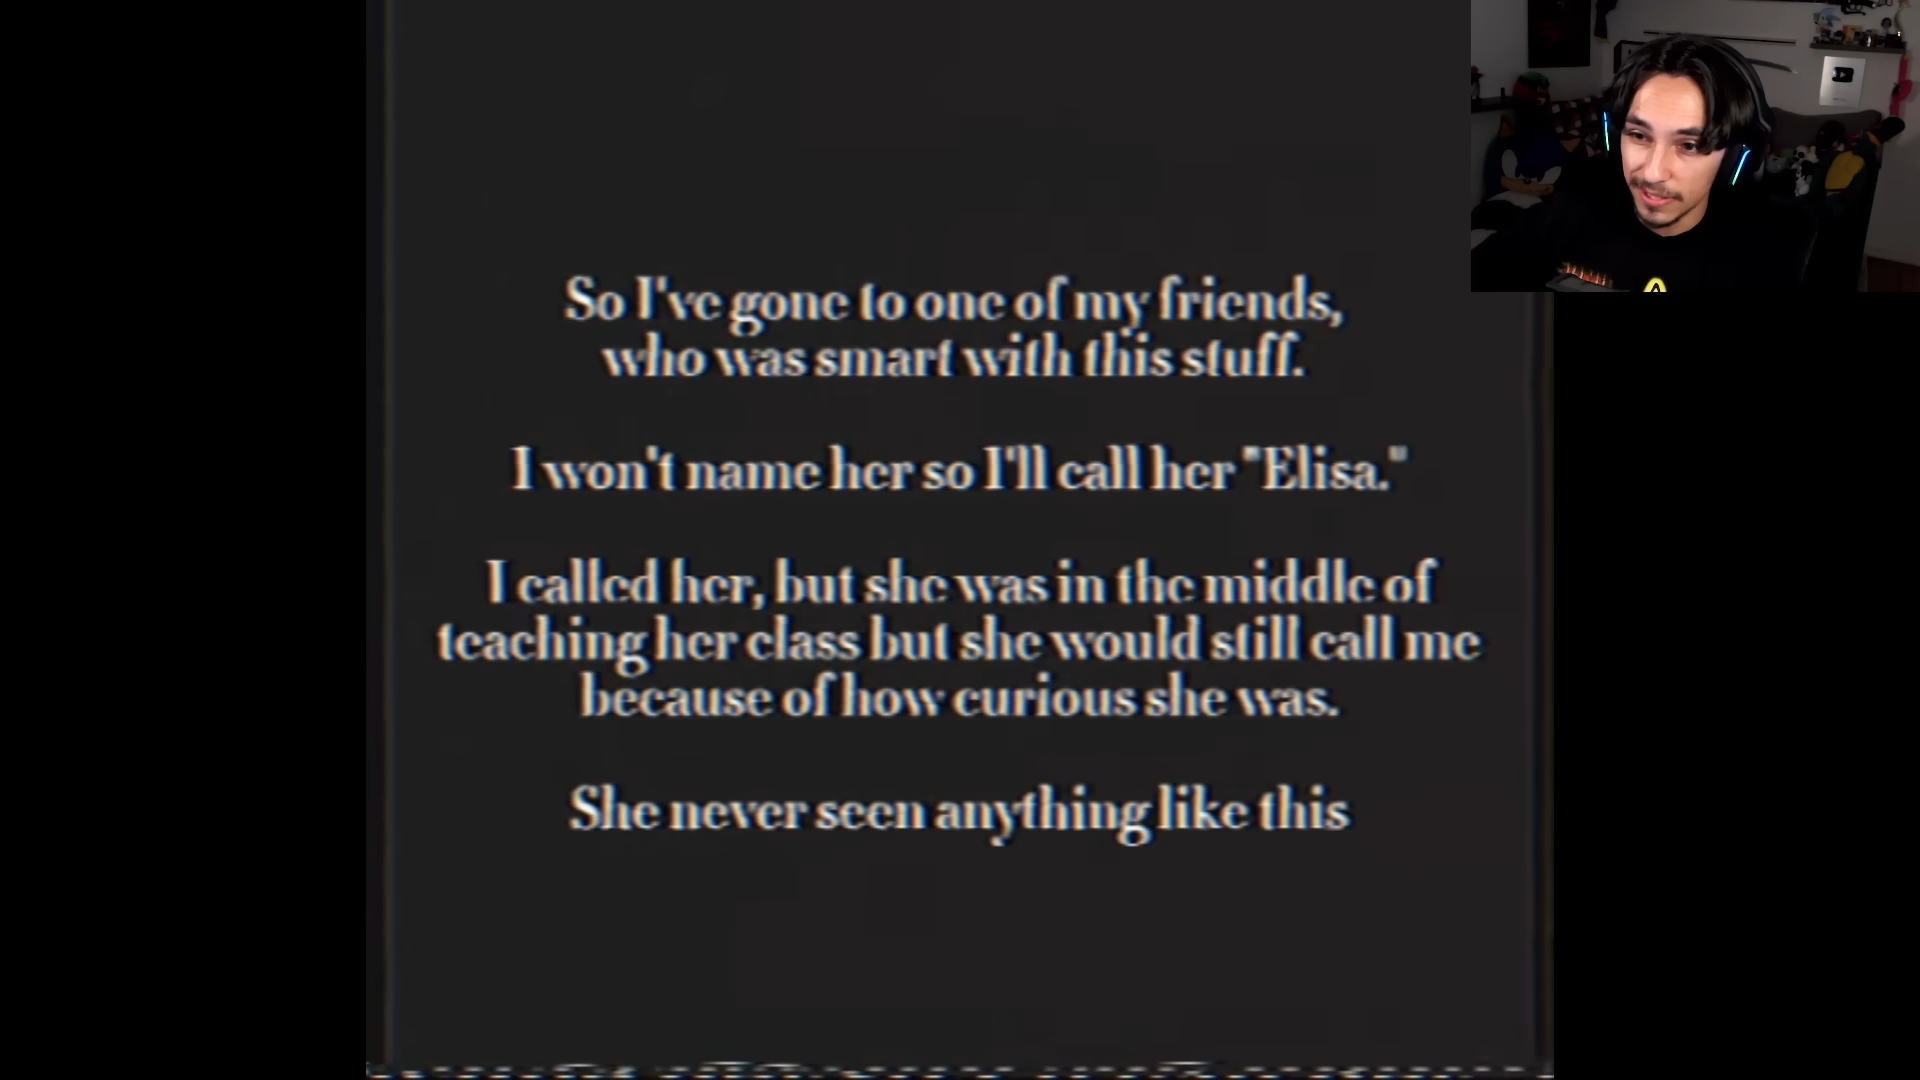 So I've gone to one of my friends,
who was smart with this stuff.
I won't name her so I'll call her "Elisa."
I called her, but she was in the middle of
teaching her class but she would still call me
because of how curious she was.
She never seen anything like this